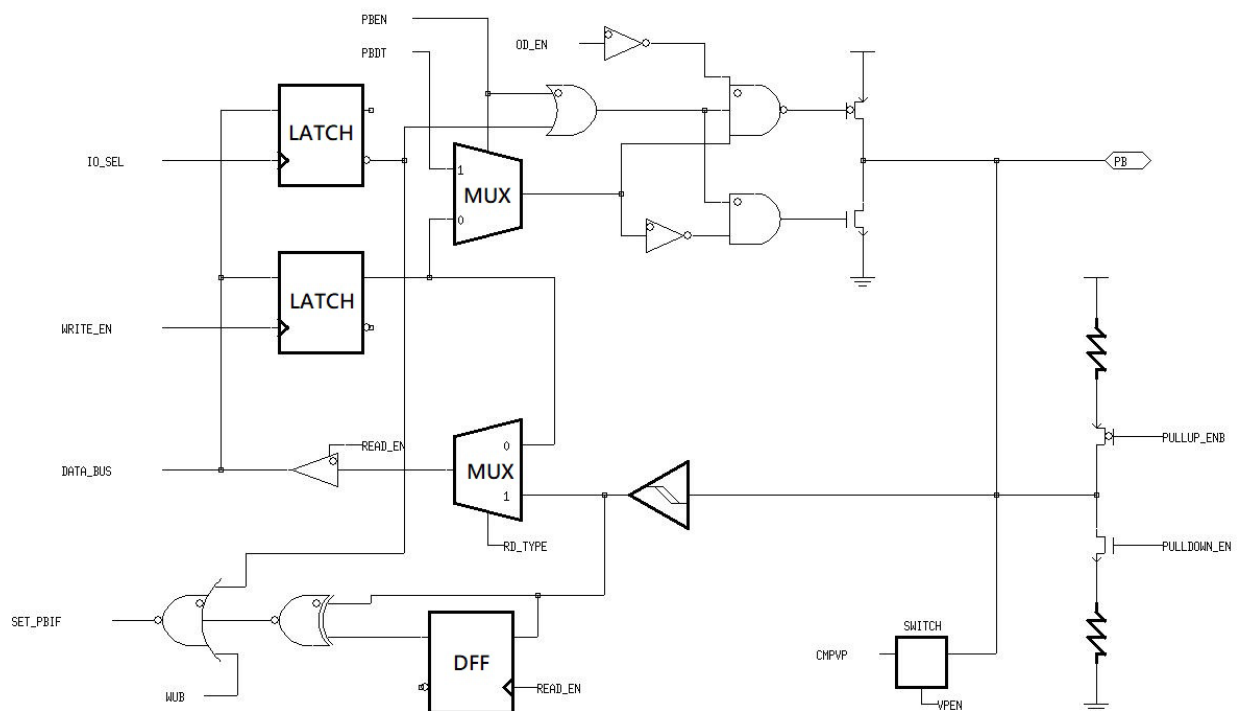 PBEN
OD_EN
PBDT
LATCH
IO_SEL
PB
1
MUX
0
LATCH
WRITE_EN
PULLUP_ENB
READ_EN
0
DATA_BUS
MUX
1
RD_TYPE
PULLDOWN_EN
SET_PBIF
SWITCH
CMPVP
DFF
READ_EN
WUB
VPEN